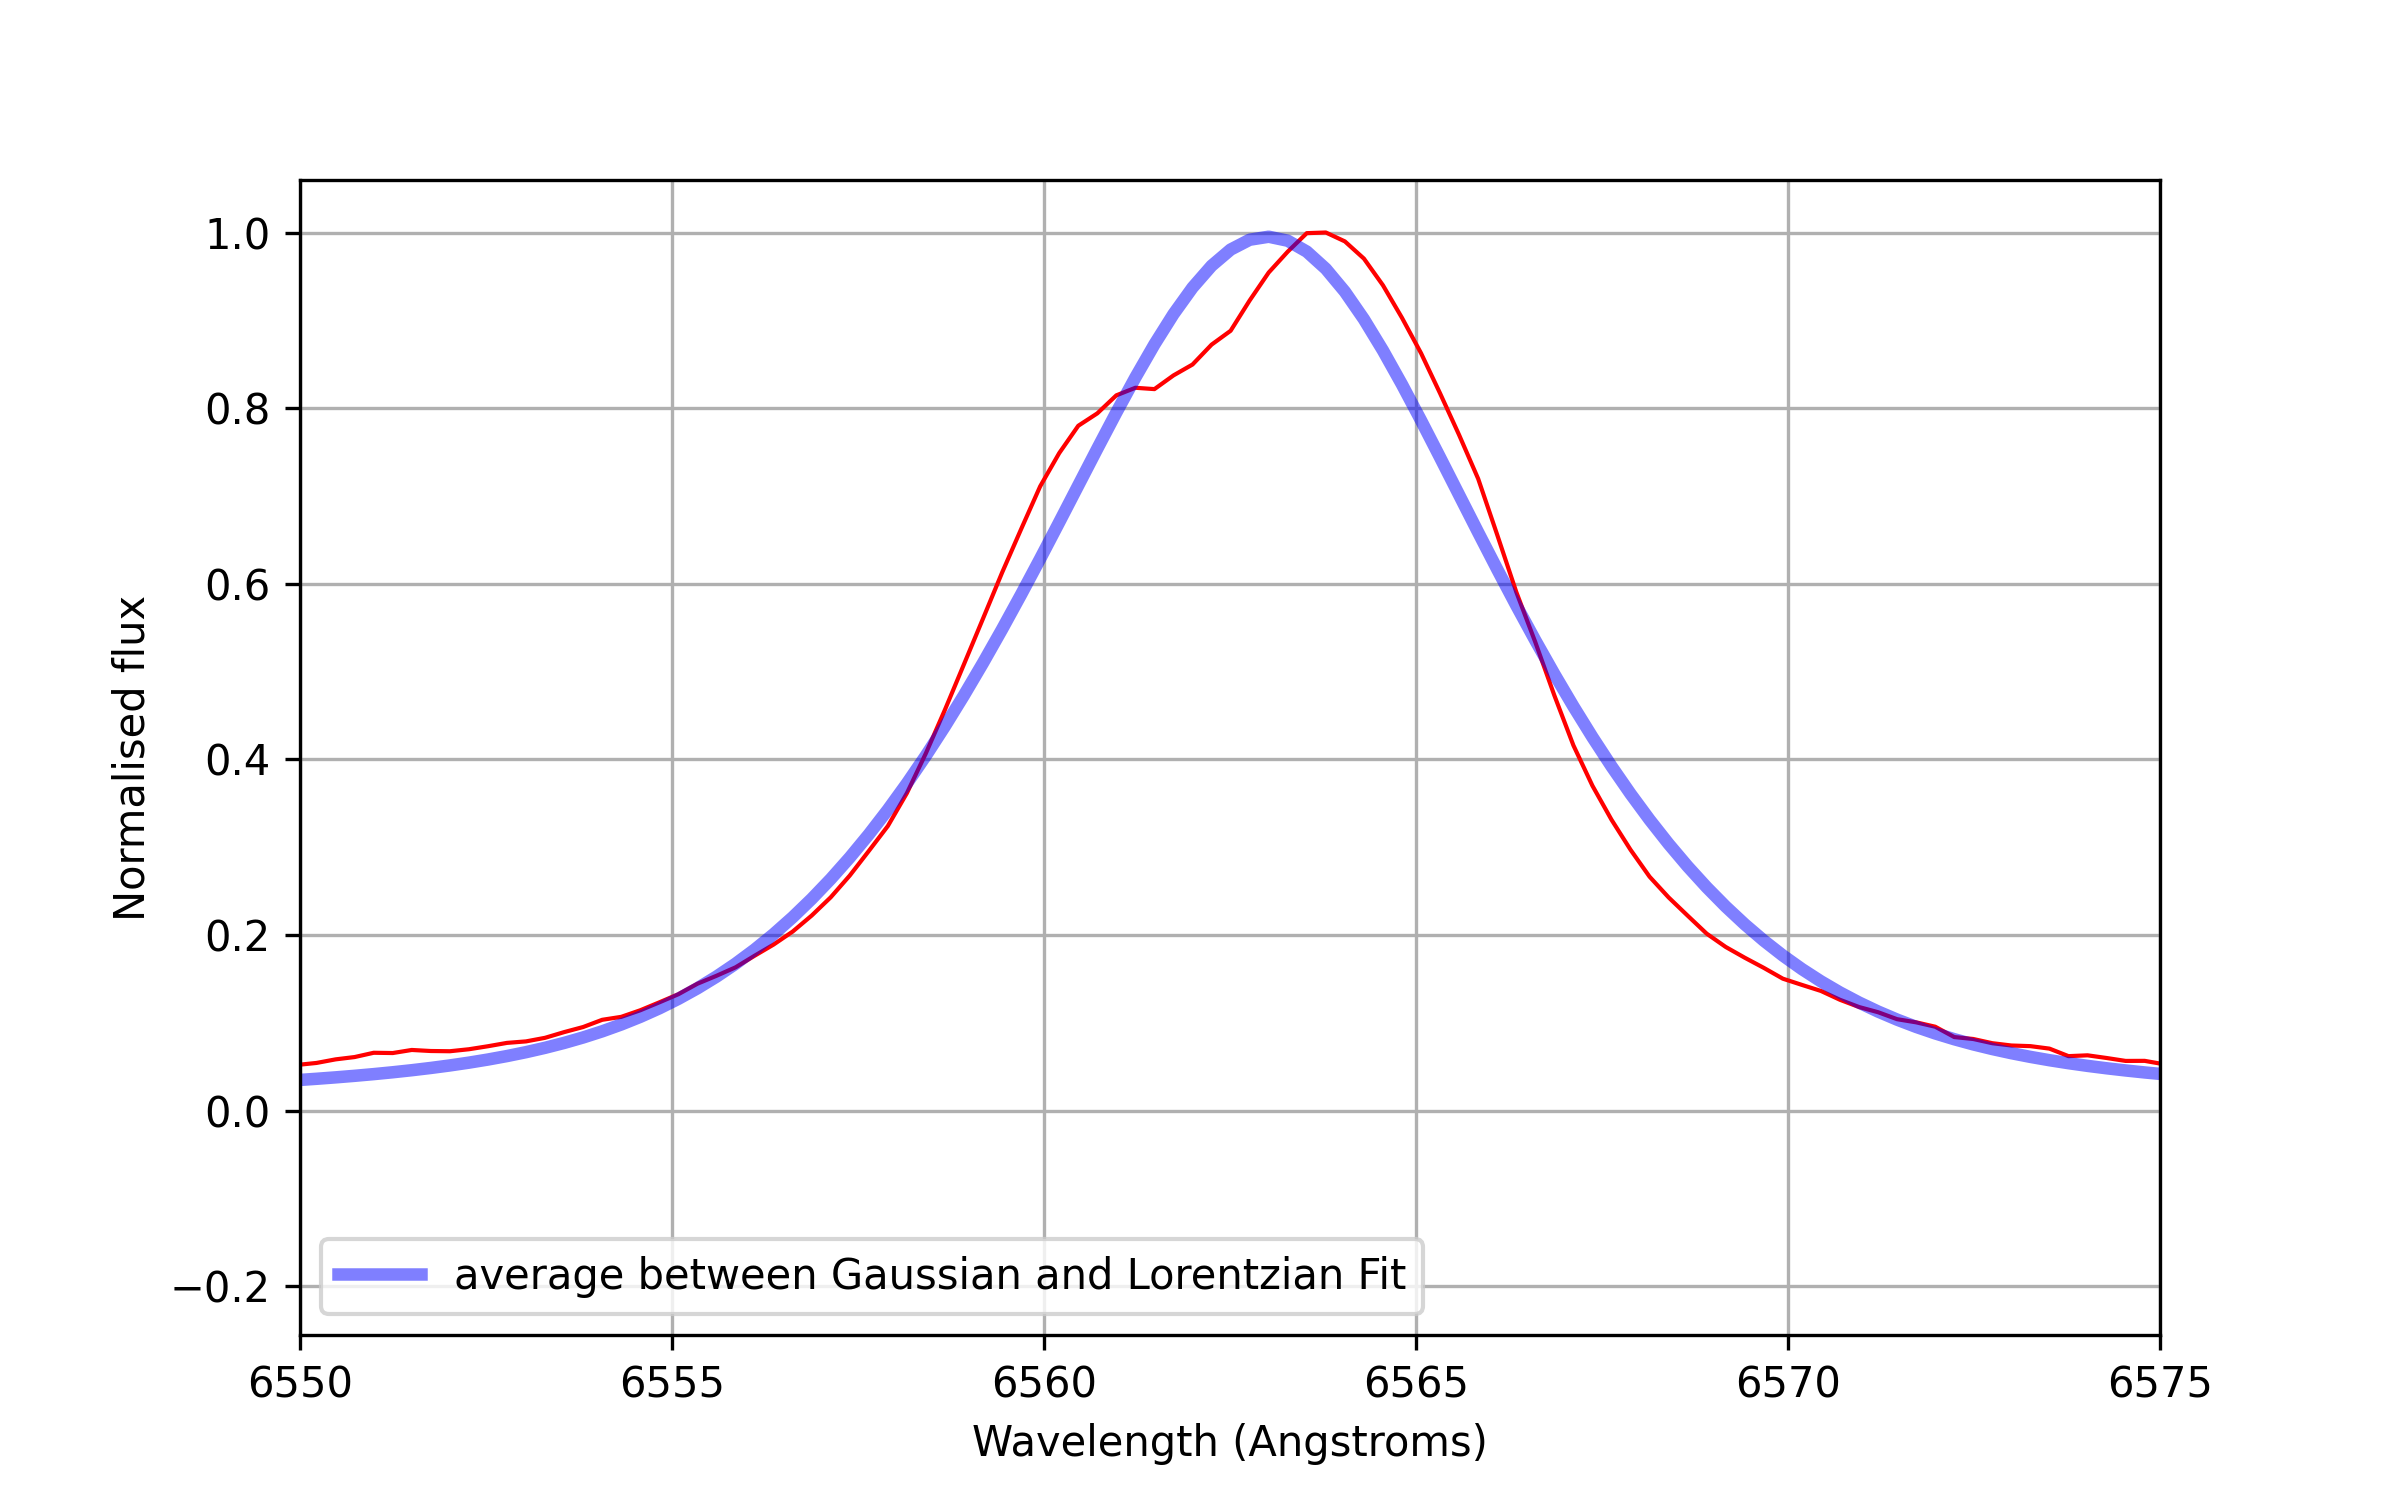 1.0
0.8
0.6
0.4
0.2
0.0
−0.2
Normalised flux
average between Gaussian and Lorentzian Fit
6550 6555 6560 6565 6570 6575
Wavelength (Angstroms)